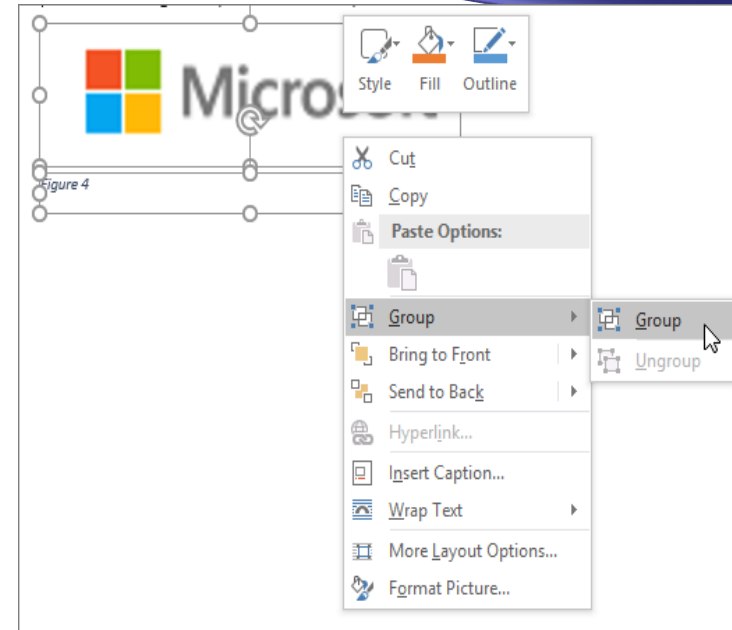 Microsoft
Style Fill Outline
Figure 4
Cut
Copy
Paste Options:
Group
Group
Bring to Front
Ungroup
Send to Back
Hyperlink...
Insert Caption...
Wrap Text
More Layout Options...
Format Picture...